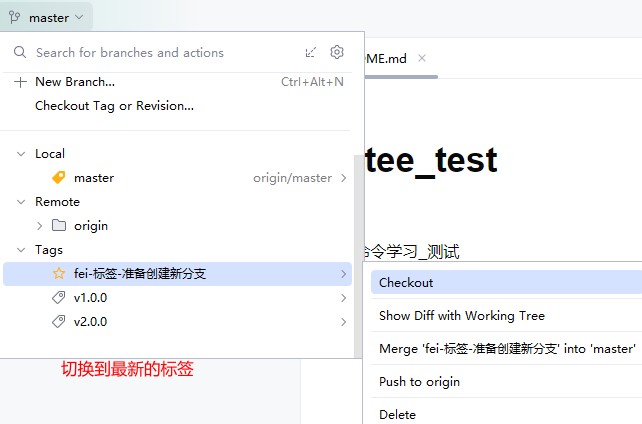 master
Search for branches and actions
ME.md
New Branch... Ctrl+Alt+N
Checkout Tag or Revision...
Local
master origin/master
Remote
origin
Tags
fei-标签-准备创建新分支
v1.0.0
v2.0.0
切换到最新的标签
tee_test
命令学习_测试
Checkout
Show Diff with Working Tree
Merge 'fei-标签-准备创建新分支' into 'master'
Push to origin
Delete